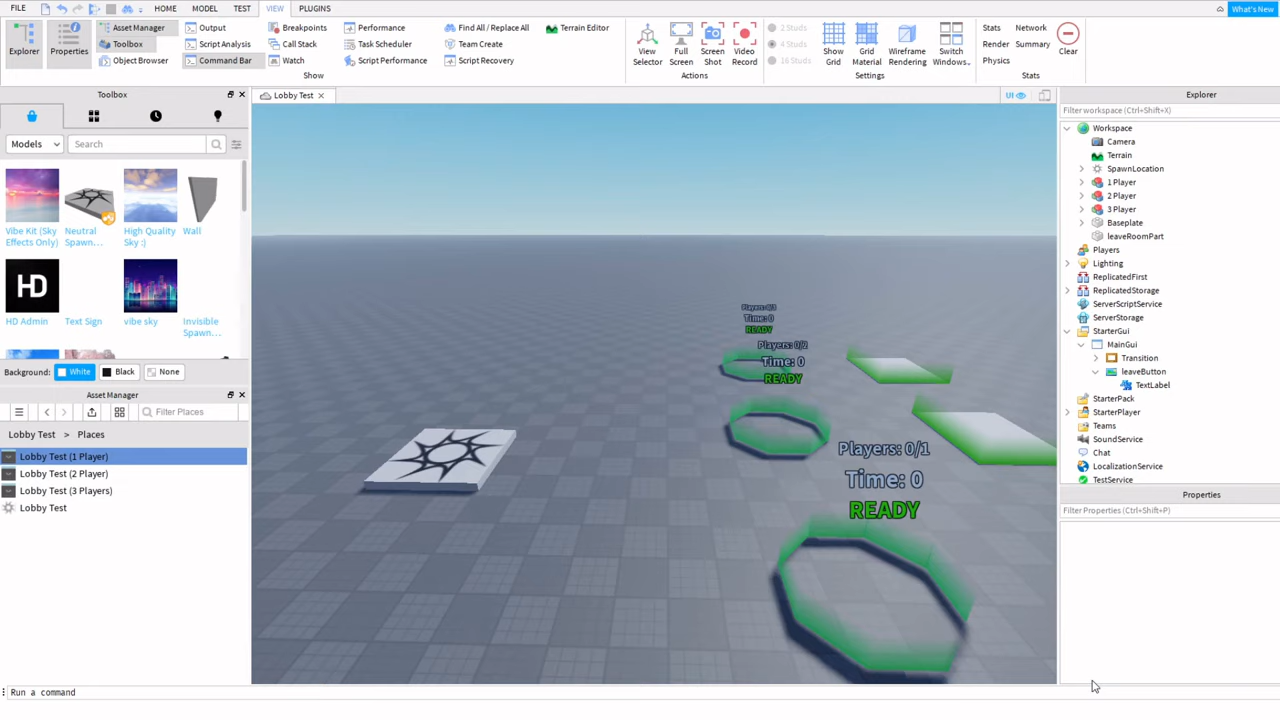 FILE HOME MODEL TEST VIEW PLUGINS What's New
Explorer Properties Asset Manager Output Breakpoints Performance Find All / Replace All Terrain Editor
Toolbox Script Analysis Call Stack Task Scheduler Team Create
Object Browser Command Bar Watch Script Performance Script Recovery
Show
View Selector Full Screen Screen Shot Video Record
Actions
2 Studs
4 Studs
16 Studs
Show Grid Grid Material Wireframe Rendering Switch Windows...
Settings
Stats Network
Render Summary
Physics
Clear
Stats
Toolbox
Models Search
Vibe Kit (Sky Effects Only)
Neutral Spawn...
High Quality Sky :)
Wall
HD
HD Admin
Text Sign
vibe sky
Invisible Spawn...
Background: White Black None
Asset Manager
Filter Places
Lobby Test > Places
Lobby Test (1 Player)
Lobby Test (2 Player)
Lobby Test (3 Players)
Lobby Test
Lobby Test
UI
Players: 0/3
Time: 0
READY
Players: 0/2
Time: 0
READY
Players: 0/1
Time: 0
READY
Explorer
Filter workspace (Ctrl+Shift+X)
Workspace
Camera
Terrain
SpawnLocation
1 Player
2 Player
3 Player
Baseplate
leaveRoomPart
Players
Lighting
ReplicatedFirst
ReplicatedStorage
ServerScriptService
ServerStorage
StarterGui
MainGui
Transition
leaveButton
TextLabel
StarterPack
StarterPlayer
Teams
SoundService
Chat
LocalizationService
TestService
Properties
Filter Properties (Ctrl+Shift+P)
Run a command